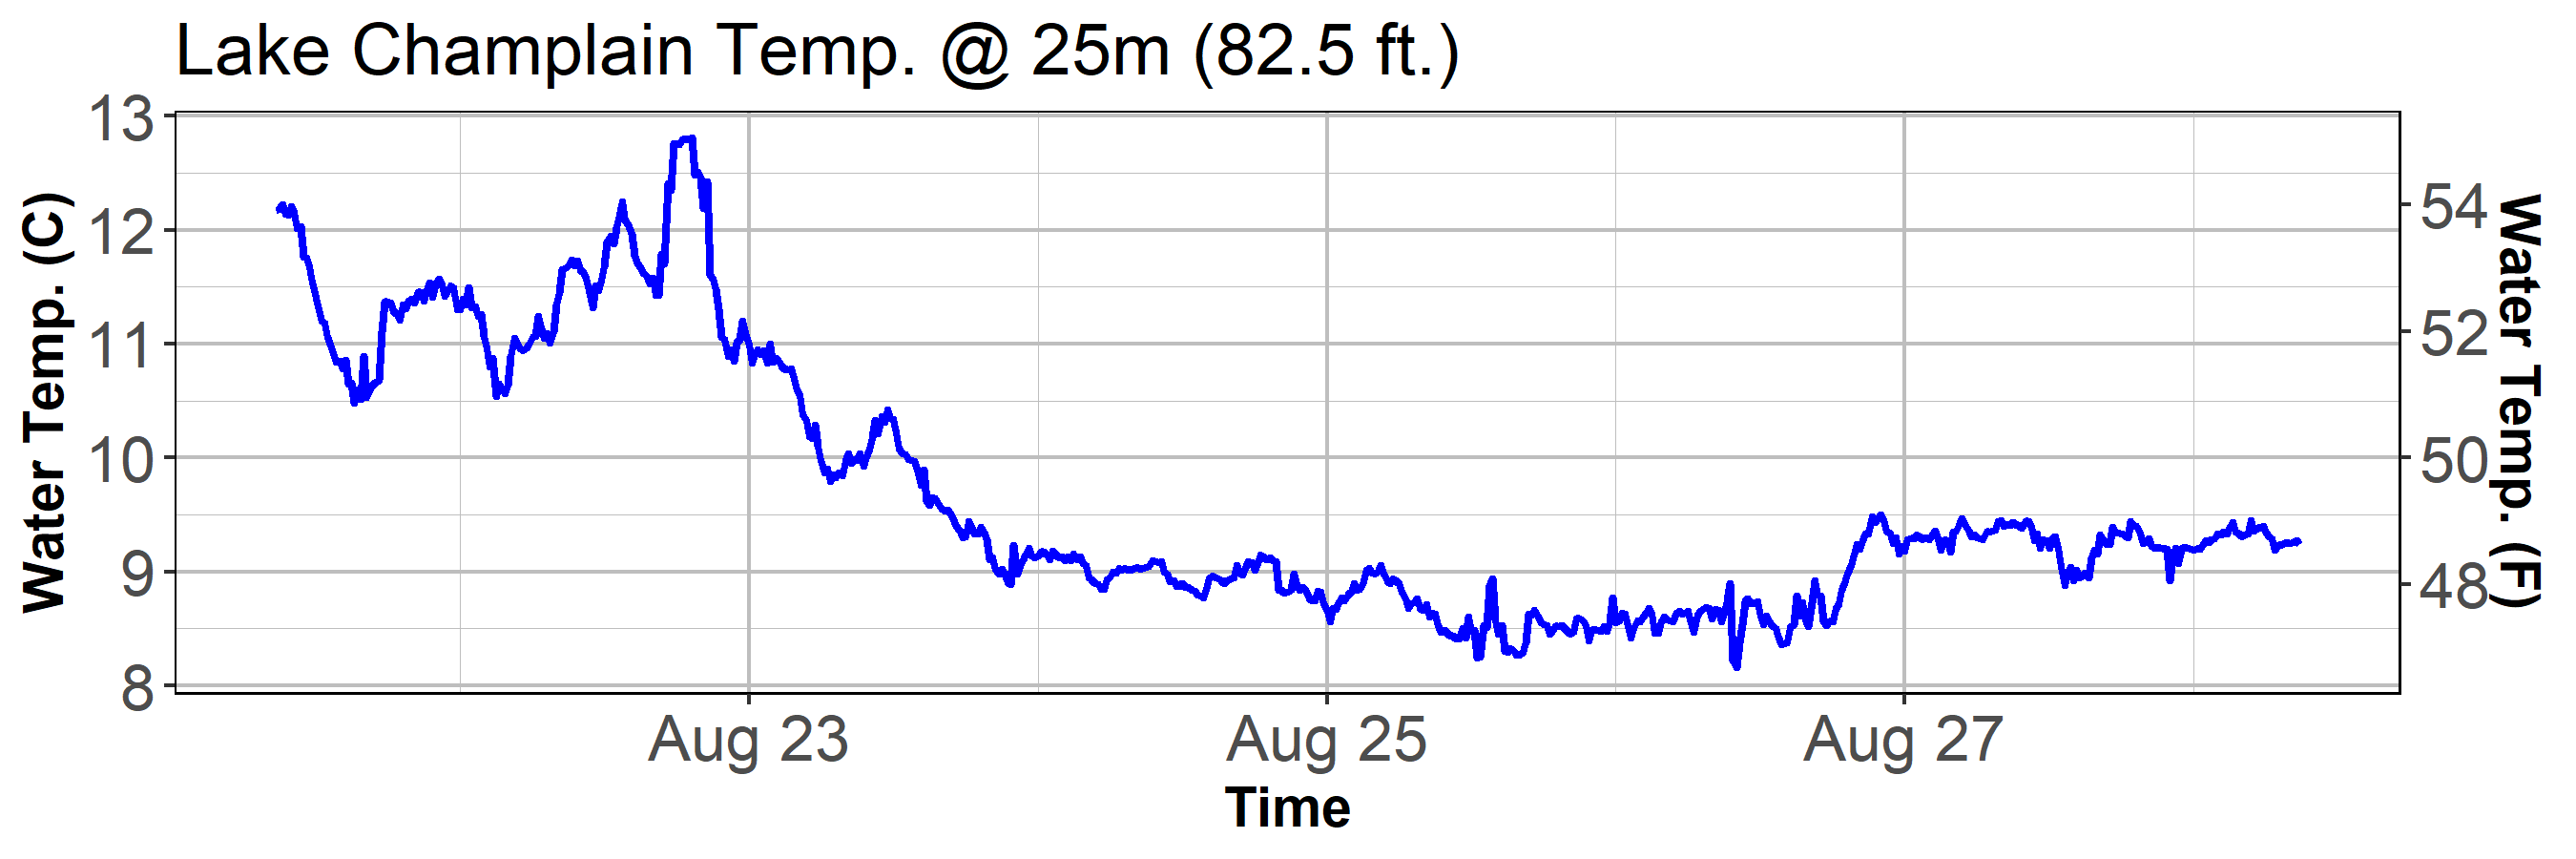 Lake Champlain Temp. @ 25m (82.5 ft.)
Water Temp. (C)
13
12
11
10
9
8
54
52
50
48
Water Temp. (F)
Aug 23
Aug 25
Aug 27
Time